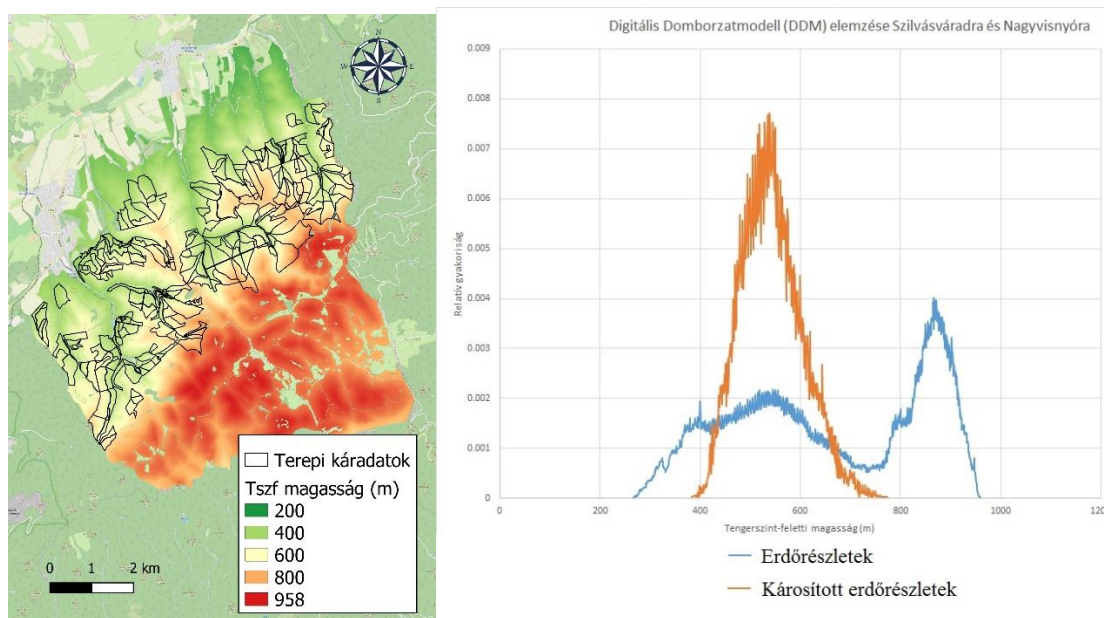 N
W
E
S
Terepi káradatok
Tszf magasság (m)
200
400
600
800
958
0 1 2 km
Digitális Domborzatmodell (DDM) elemzése Szilvásváradra és Nagyvisnyóra
0.009
0.008
0.007
0.006
0.005
0.004
0.003
0.002
0.001
0
Relatív gyakoriság
0 200 400 600 800 1000 120
Tengerszint-feletti magasság (m)
Erdőrészletek
Károsított erdőrészletek